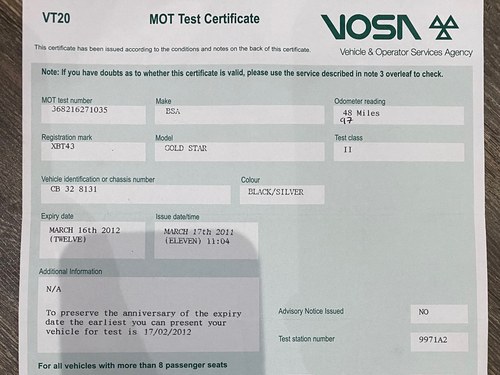 VT20
MOT Test Certificate
VOSA
Vehicle & Operator Services Agency
This certificate has been issued according to the conditions and notes on the back of this certificate.
Note: If you have doubts as to whether this certificate is valid, please use the service described in note 3 overleaf to check.
MOT test number
368216271035
Make
BSA
Odometer reading
48 Miles
97
Registration mark
XBT43
Model
GOLD STAR
Test class
II
Vehicle identification or chassis number
CB 32 8131
Colour
BLACK/SILVER
Expiry date
MARCH 16th 2012
(TWELVE)
Issue date/time
MARCH 17th 2011
(ELEVEN) 11:04
Additional Information
N/A
To preserve the anniversary of the expiry
date the earliest you can present your
vehicle for test is 17/02/2012
Advisory Notice Issued
NO
Test station number
9971A2
For all vehicles with more than 8 passenger seats